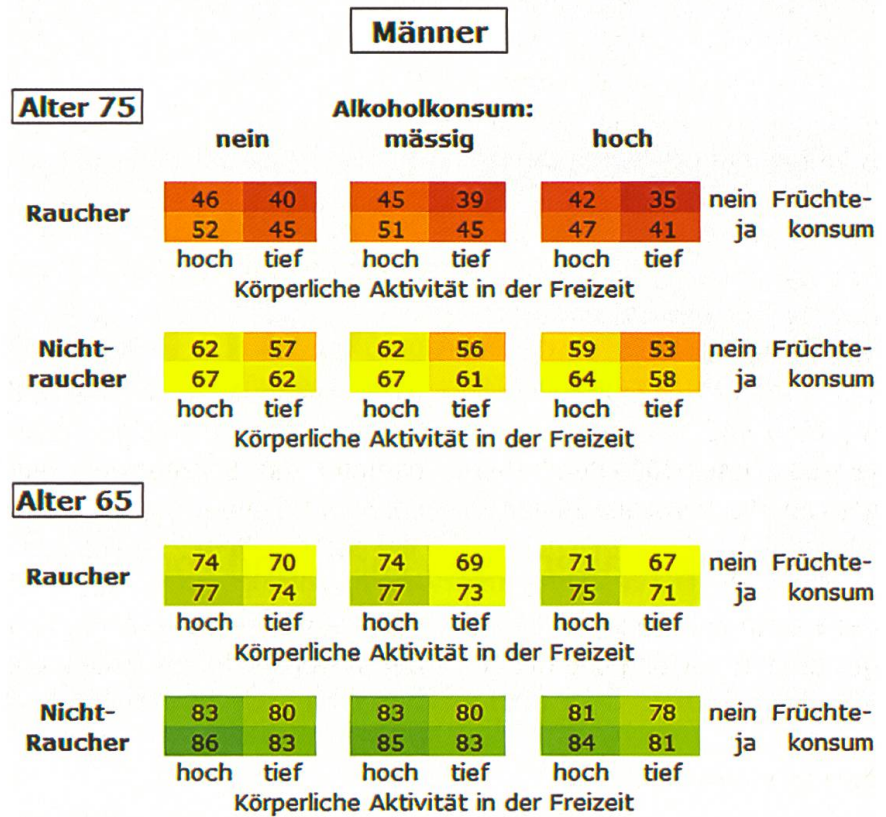 Männer
Alter 75
Alkoholkonsum:
nein mässig hoch
46 40 45 39 42 35 nein Früchte-
Raucher
52 45 51 45 47 41 ja konsum
hoch tief hoch tief hoch tief
Körperliche Aktivität in der Freizeit
Nicht- 62 57 62 56 59 53 nein Früchte-
raucher 67 62 67 61 64 58 ja konsum
hoch tief hoch tief hoch tief
Körperliche Aktivität in der Freizeit
Alter 65
74 70 74 69 71 67 nein Früchte-
Raucher
77 74 77 73 75 71 ja konsum
hoch tief hoch tief hoch tief
Körperliche Aktivität in der Freizeit
Nicht- 83 80 83 80 81 78 nein Früchte-
Raucher 86 83 85 83 84 81 ja konsum
hoch tief hoch tief hoch tief
Körperliche Aktivität in der Freizeit